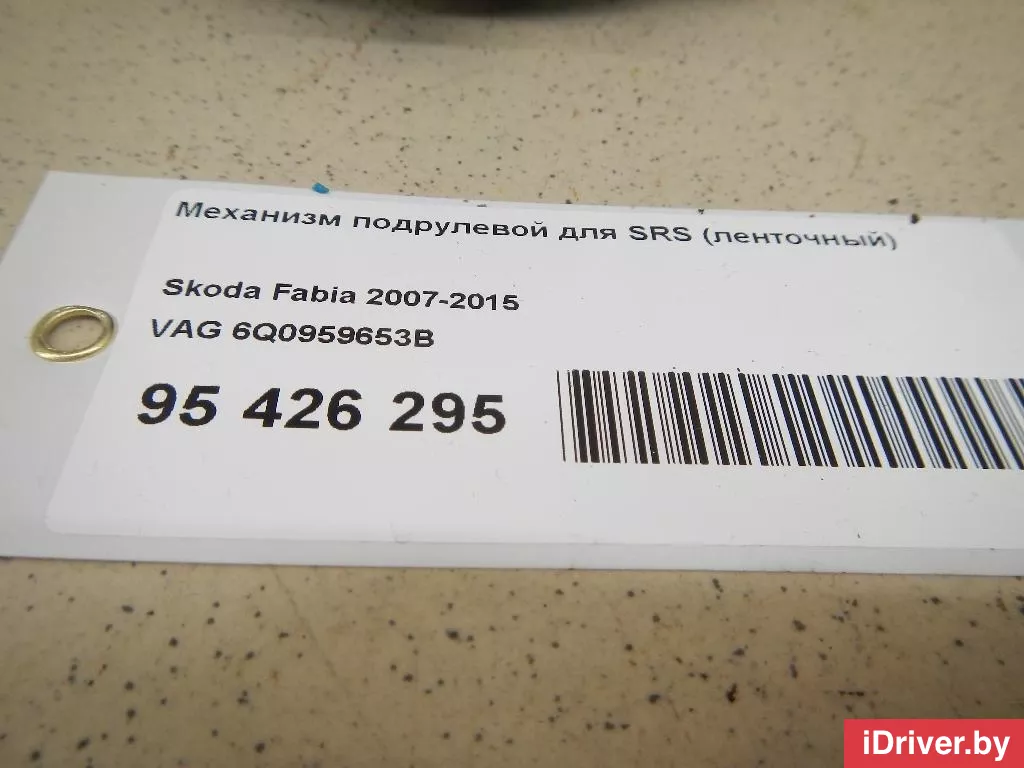 Механизм подрулевой для SRS (ленточный)
Skoda Fabia 2007-2015
VAG 6Q0959653B
95 426 295
iDriver.by